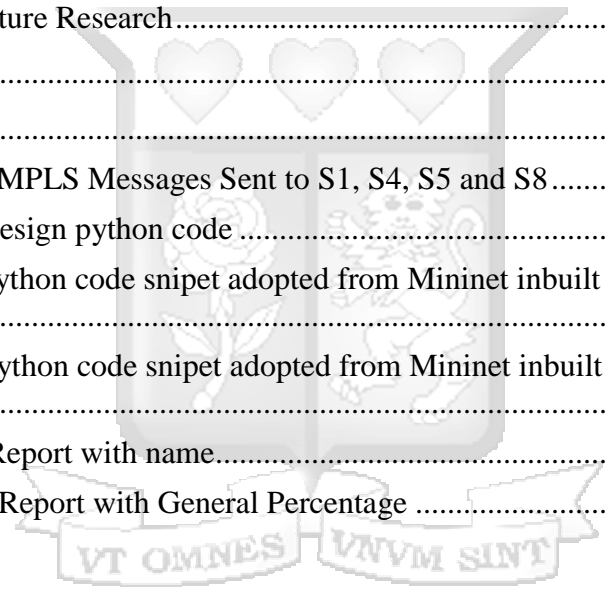 ture Research...............................................
................................................................................
................................................................................
MPLS Messages Sent to S1, S4, S5 and S8.......
esign python code ................................................
ython code snipet adopted from Mininet inbuilt
................................................................................
ython code snipet adopted from Mininet inbuilt
................................................................................
Report with name..................................................
Report with General Percentage ........................
VT OMNES VNVM SINT